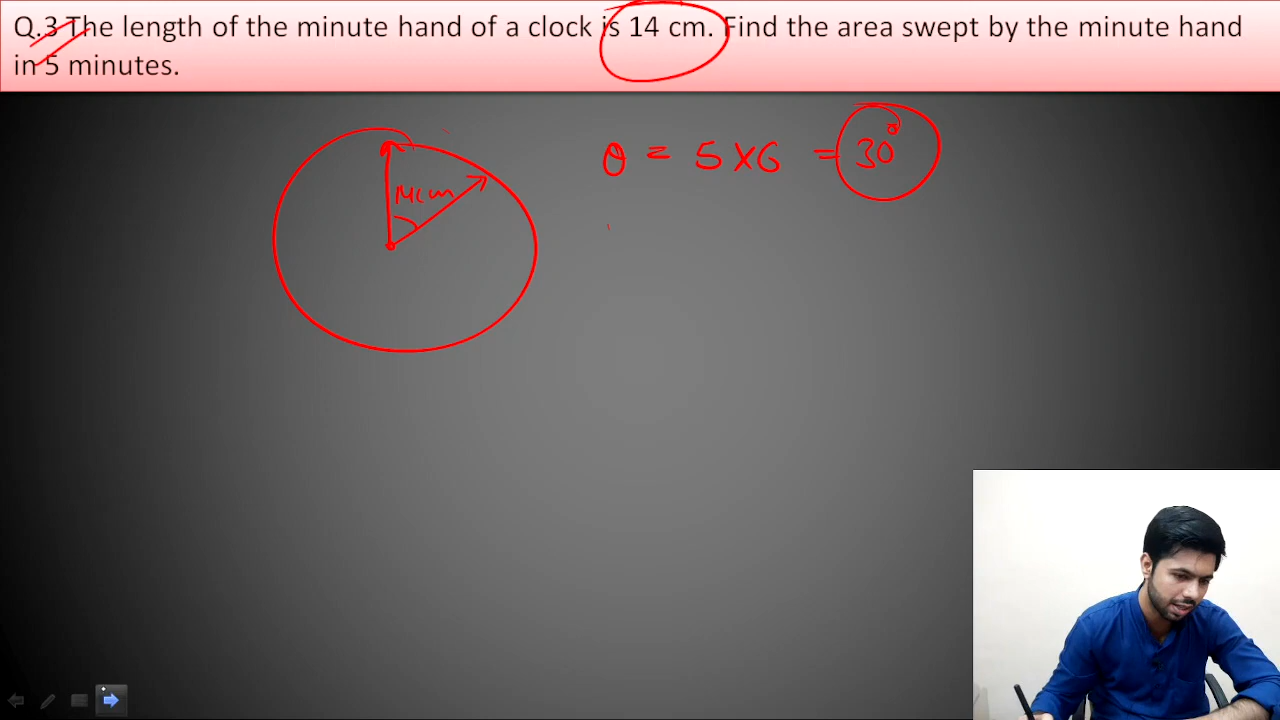 Q.3 The length of the minute hand of a clock is 14 cm. Find the area swept by the minute hand
in 5 minutes.
θ = 5 X 6 = 30°
14cm